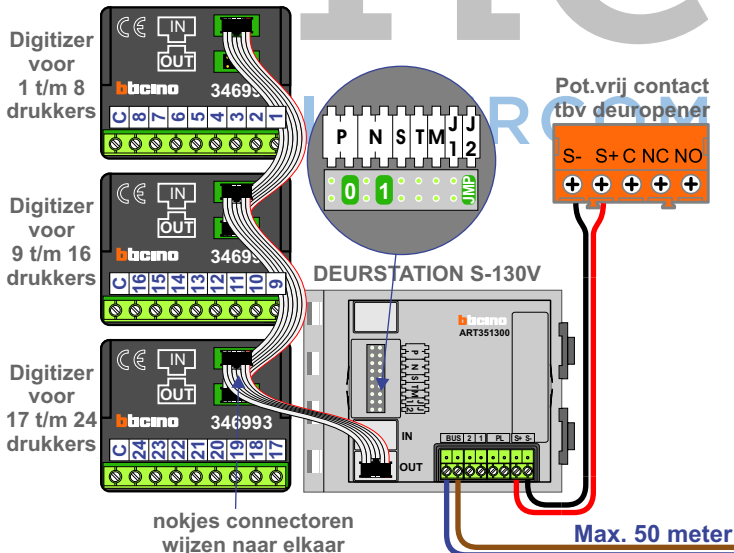 Digitizer
voor
1 t/m 8
drukkers
IN
OUT
bticino
34699
C 8 7 6 5 4 3 2 1
Digitizer
voor
9 t/m 16
drukkers
IN
OUT
bticino
34699
C 16 15 14 13 12 11 10 9
Digitizer
voor
17 t/m 24
drukkers
IN
OUT
bticino
346993
C 24 23 22 21 20 19 18 17
nokjes connectoren
wijzen naar elkaar
P N S T M J1 J2
0 1 JMP
DEURSTATION S-130V
bticino
ART351300
P N S T M J1 J2
IN
OUT
BUS 2 1 PL S+ S-
Pot.vrij contact
tbv deuropener
S- S+ C NC NO
Max. 50 meter